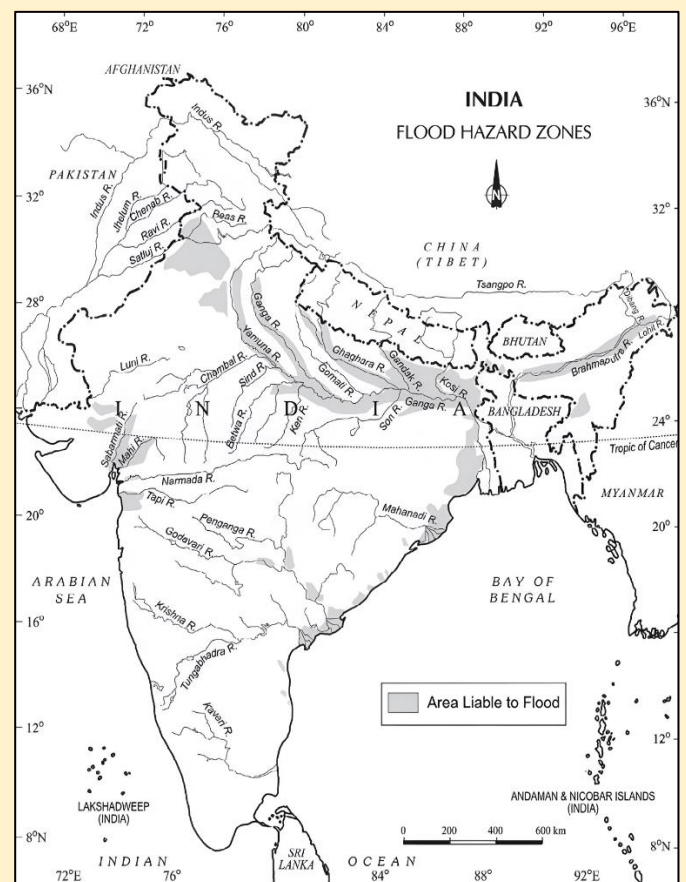 68°E 72° 76° 80° 84° 88° 92° 96°E
AFGHANISTAN
36°N
36°N
INDIA
FLOOD HAZARD ZONES
N
Indus R.
PAKISTAN
Indus R.
Jhelum R.
Chenab R.
Ravi R.
Satluj R.
Beas R.
32°
32°
CHINA
(TIBET)
Tsangpo R.
28°
NEPAL
BHUTAN
Dibang R.
Lohit R.
Brahmaputra R.
Ganga R.
Yamuna R.
Ghaghara R.
Gomati R.
Gandak R.
Kosi R.
Luni R.
Chambal R.
Sind R.
Betwa R.
Ken R.
Son R.
Ganga R.
I N D I A
BANGLADESH
24°
24°
Tropic of Cancer
Sabarmati R.
Mahi R.
Narmada R.
Tapi R.
MYANMAR
20°
20°
Mahanadi R.
Penganga R.
Godavari R.
ARABIAN
SEA
BAY OF
BENGAL
16°
16°
Krishna R.
Tungabhadra R.
Area Liable to Flood
Kaveri R.
12°
12°
LAKSHADWEEP
(INDIA)
ANDAMAN & NICOBAR ISLANDS
(INDIA)
0 200 400 600 km
8°N
8°N
INDIAN OCEAN
SRI
LANKA
72°E 76° 84° 88° 92°E